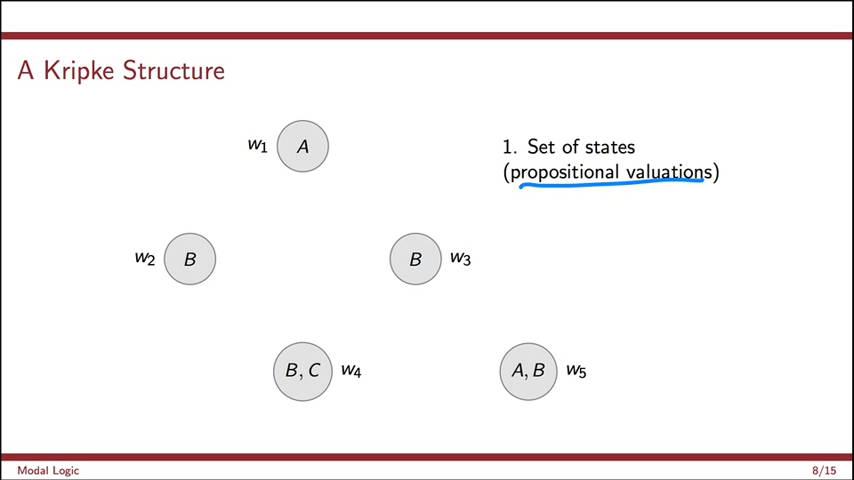 A Kripke Structure
w1 A
1. Set of states
(propositional valuations)
w2 B
B w3
B, C w4
A, B w5
Modal Logic
8/15